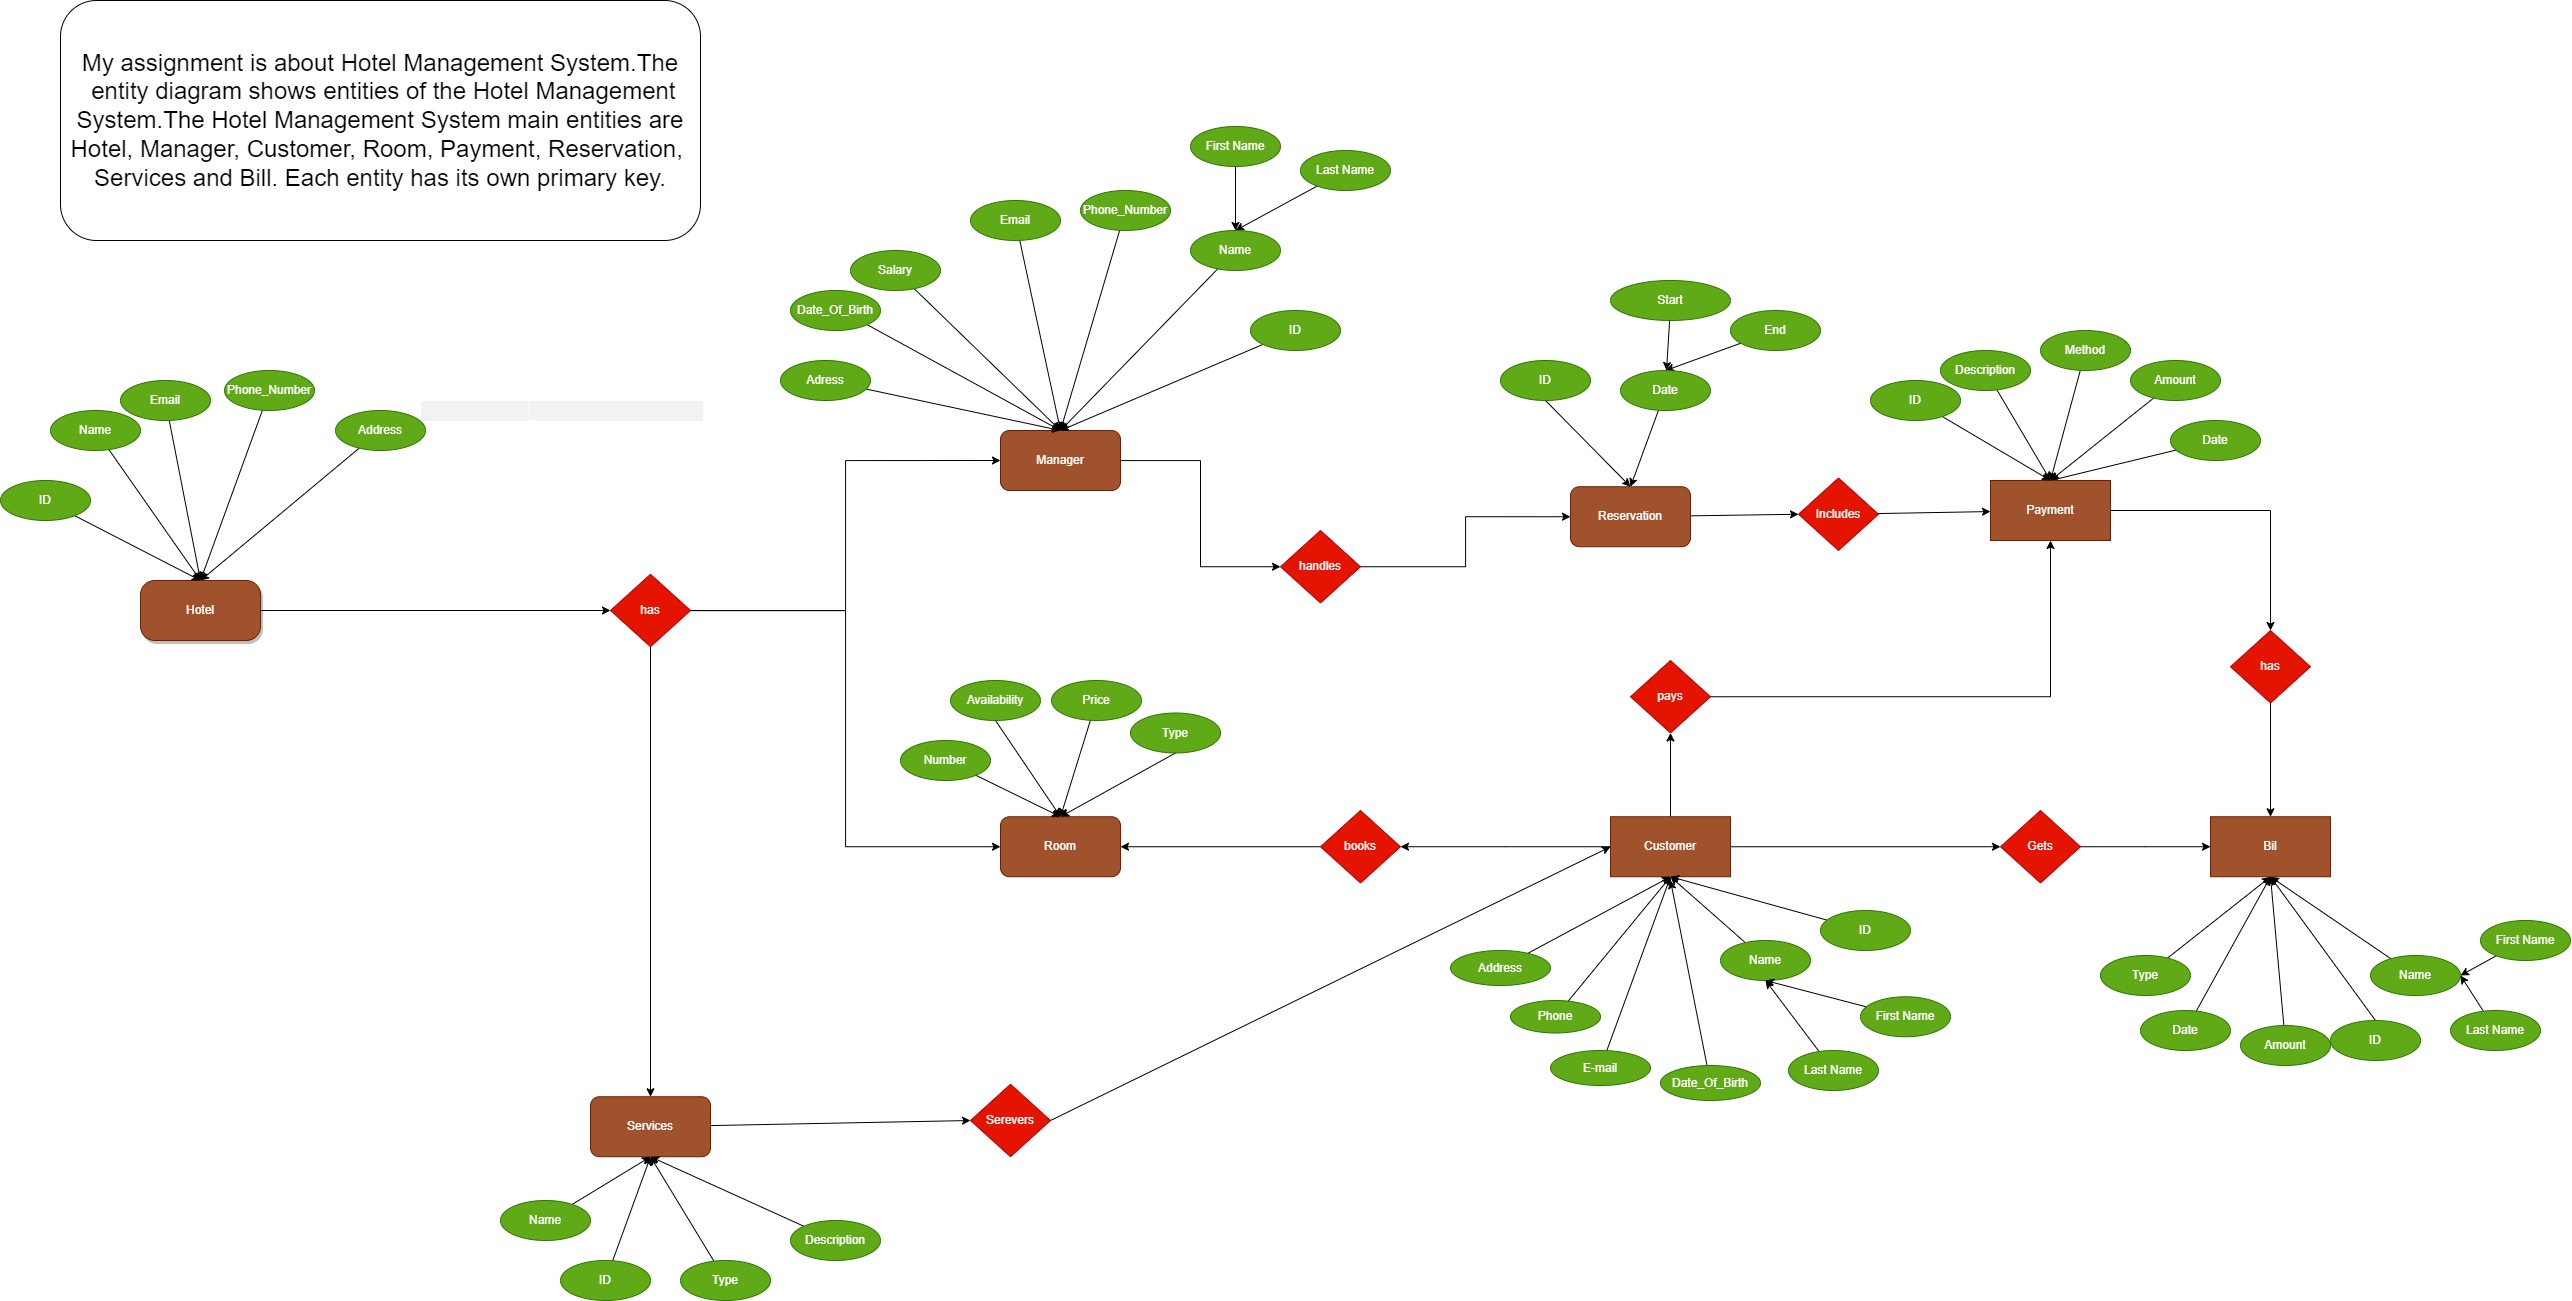 My assignment is about Hotel Management System.The
entity diagram shows entities of the Hotel Management
System.The Hotel Management System main entities are
Hotel, Manager, Customer, Room, Payment, Reservation,
Services and Bill. Each entity has its own primary key.
First Name
Last Name
Phone_Number
Email
Name
Salary
Date_Of_Birth
ID
Adress
Manager
Start
End
ID
Date
Reservation
Includes
Method
Description
Amount
ID
Date
Payment
Phone_Number
Email
Address
Name
ID
Hotel
has
handles
has
pays
Availability
Price
Type
Number
Room
books
Customer
Gets
Bil
ID
Name
Address
First Name
Phone
E-mail
Last Name
Date_Of_Birth
First Name
Name
Type
Last Name
Date
ID
Amount
Services
Serevers
Name
Description
ID
Type